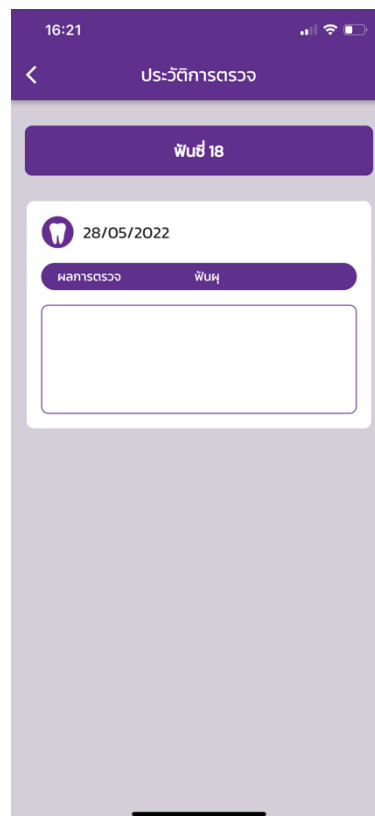 16:21
ประวัติการตรวจ
ฟันซี่ 18
28/05/2022
ผลการตรวจ ฟันผุ